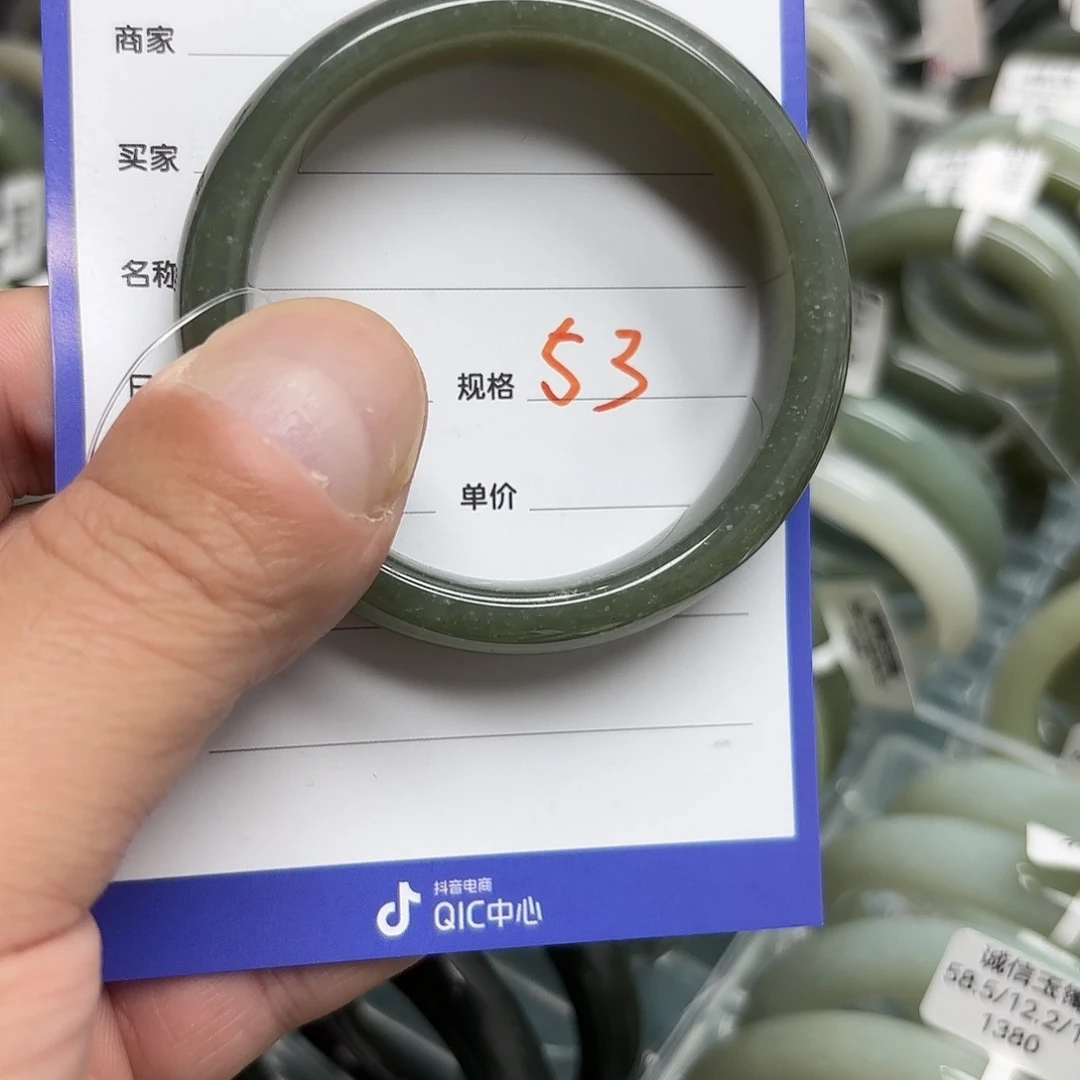 商家
买家
名称
规格 53
单价
抖音电商
QIC中心
诚信玉
58.5/12.2/1
1380